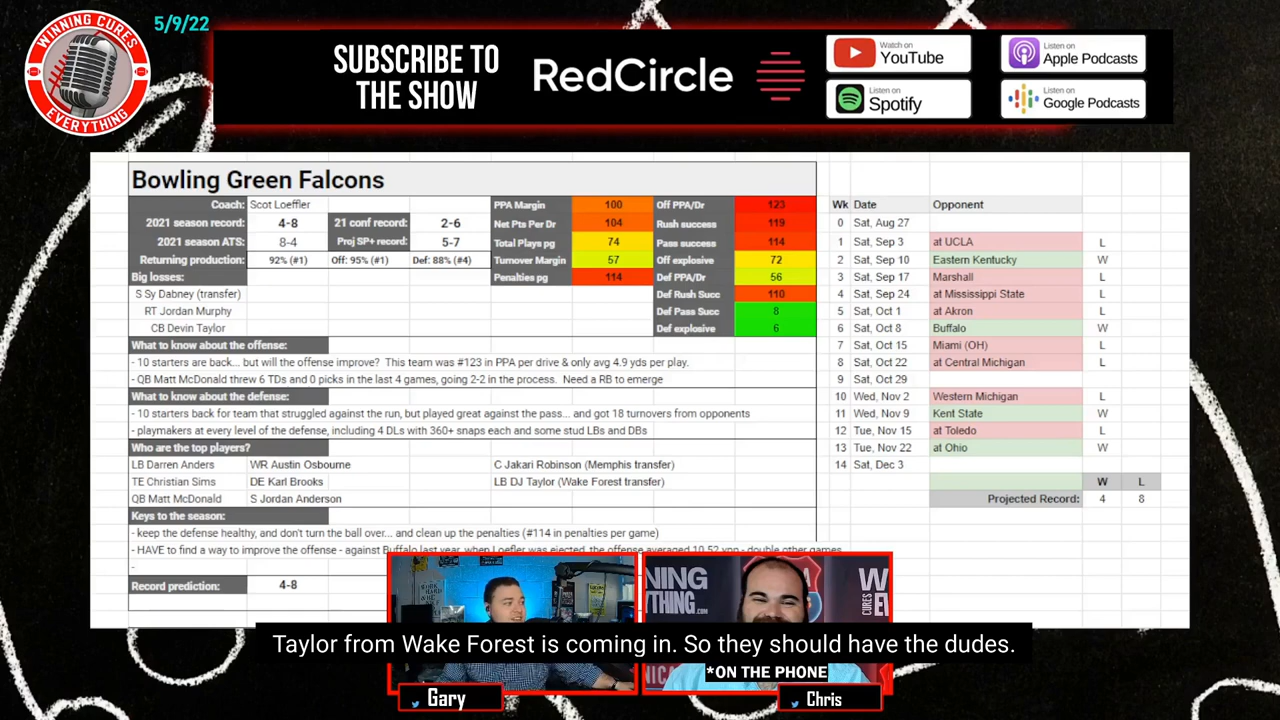 5/9/22
WINNING CURES
EVERYTHING
SUBSCRIBE TO
THE SHOW
RedCircle
Watch on
YouTube
Listen on
Spotify
Listen on
Apple Podcasts
Listen on
Google Podcasts
Bowling Green Falcons
Coach: Scot Loeffler
2021 season record: 4-8 21 conf record: 2-6
2021 season ATS: 8-4 Proj SP+ record: 5-7
Returning production: 92% (#1) Off: 95% (#1) Def: 88% (#4)
Big losses:
S Sy Dabney (transfer)
RT Jordan Murphy
CB Devin Taylor
PPA Margin 100 Off PPA/Dr 123
Net Pts Per Dr 104 Rush success 119
Total Plays pg 74 Pass success 114
Turnover Margin 57 Off explosive 72
Penalties pg 114 Def PPA/Dr 56
Def Rush Succ 110
Def Pass Succ 8
Def explosive 6
What to know about the offense:
- 10 starters are back... but will the offense improve? This team was #123 in PPA per drive & only avg 4.9 yds per play.
- QB Matt McDonald threw 6 TDs and 0 picks in the last 4 games, going 2-2 in the process. Need a RB to emerge
What to know about the defense:
- 10 starters back for team that struggled against the run, but played great against the pass... and got 18 turnovers from opponents
- playmakers at every level of the defense, including 4 DLs with 360+ snaps each and some stud LBs and DBs
Who are the top players?
LB Darren Anders WR Austin Osbourne C Jakari Robinson (Memphis transfer)
TE Christian Sims DE Karl Brooks LB DJ Taylor (Wake Forest transfer)
QB Matt McDonald S Jordan Anderson
Keys to the season:
- keep the defense healthy, and don't turn the ball over... and clean up the penalties (#114 in penalties per game)
- HAVE to find a way to improve the offense - against Buffalo last year, when Loefler was ejected, the offense averaged 10.52 ypp - double other games
-
Record prediction: 4-8
Wk Date Opponent
0 Sat, Aug 27
1 Sat, Sep 3 at UCLA L
2 Sat, Sep 10 Eastern Kentucky W
3 Sat, Sep 17 Marshall L
4 Sat, Sep 24 at Mississippi State L
5 Sat, Oct 1 at Akron L
6 Sat, Oct 8 Buffalo W
7 Sat, Oct 15 Miami (OH) L
8 Sat, Oct 22 at Central Michigan L
9 Sat, Oct 29
10 Wed, Nov 2 Western Michigan L
11 Wed, Nov 9 Kent State W
12 Tue, Nov 15 at Toledo L
13 Tue, Nov 22 at Ohio W
14 Sat, Dec 3
W L
Projected Record: 4 8
Taylor from Wake Forest is coming in. So they should have the dudes.
*ON THE PHONE
Gary
Chris